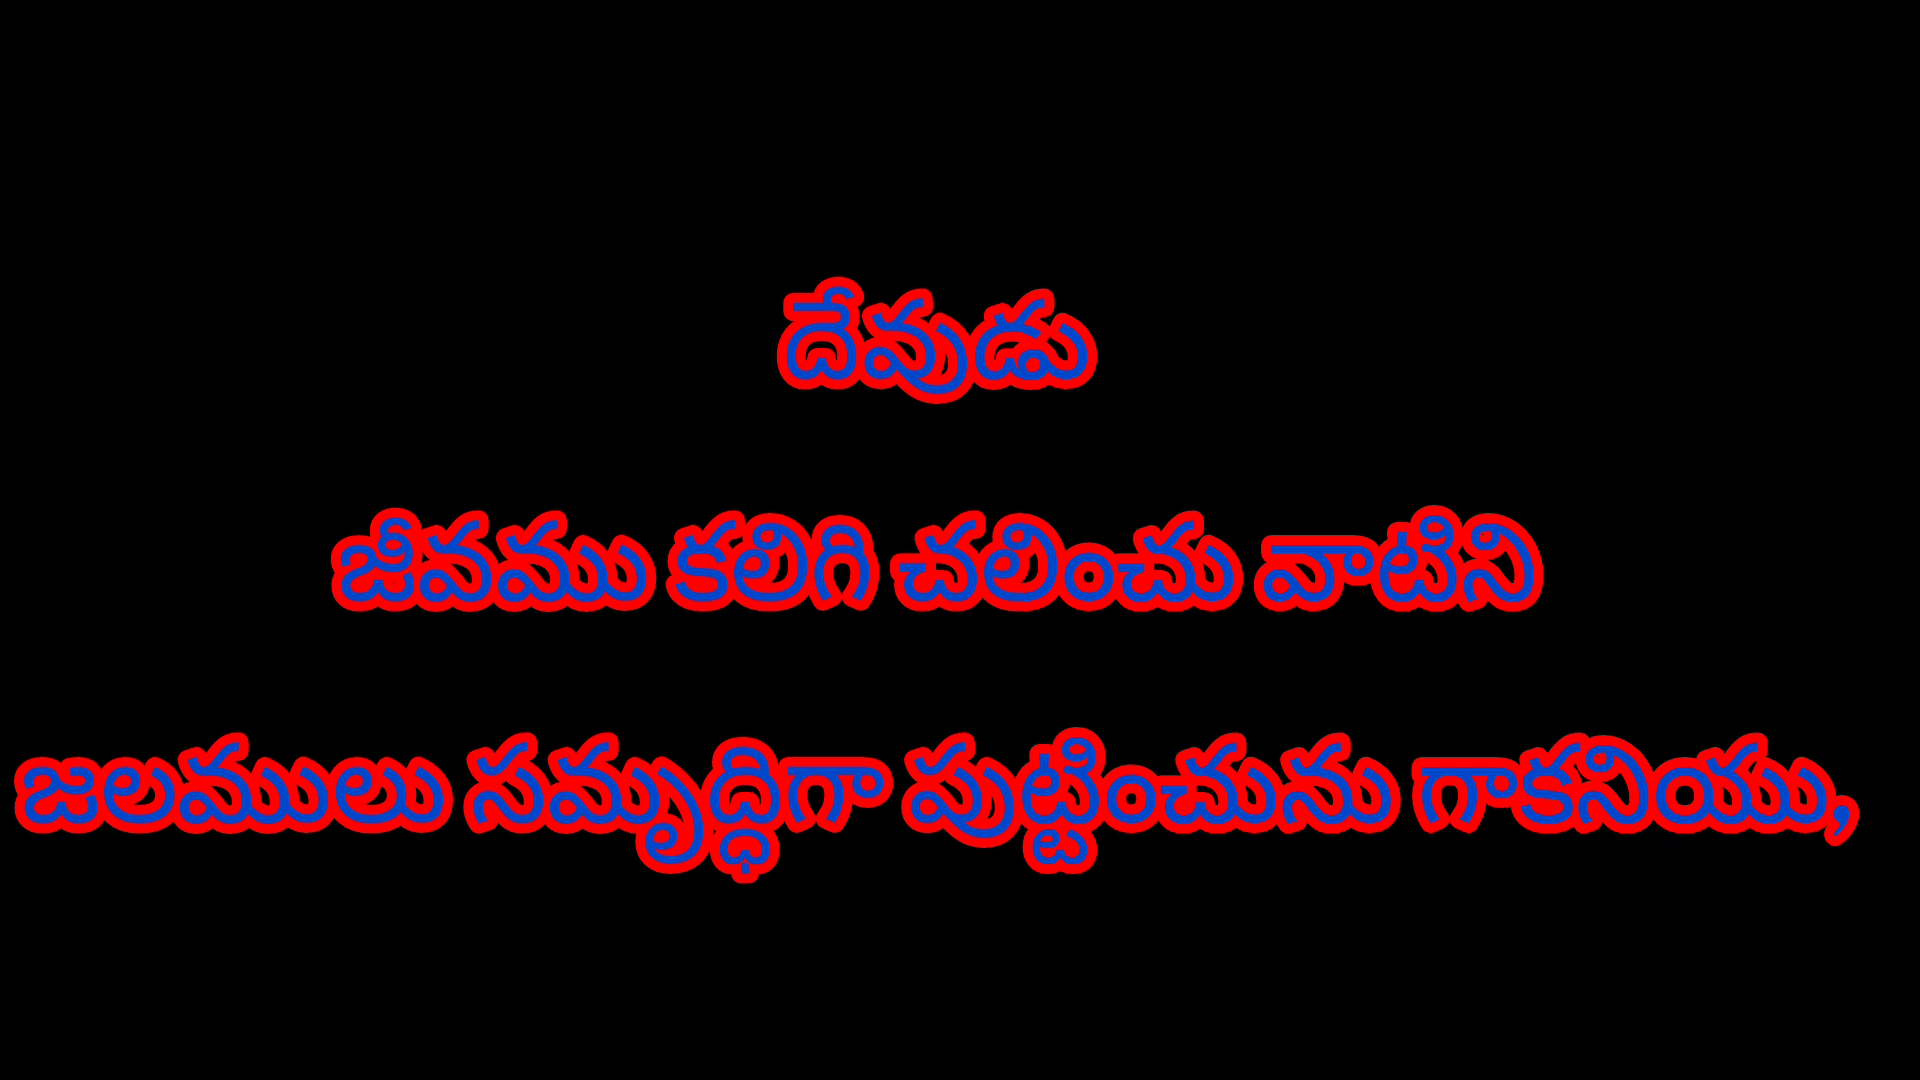 దేవుడు
జీవము కలిగి చలించు వాటిని
జలములు సమృద్ధిగా పుట్టించును గాకనియు,